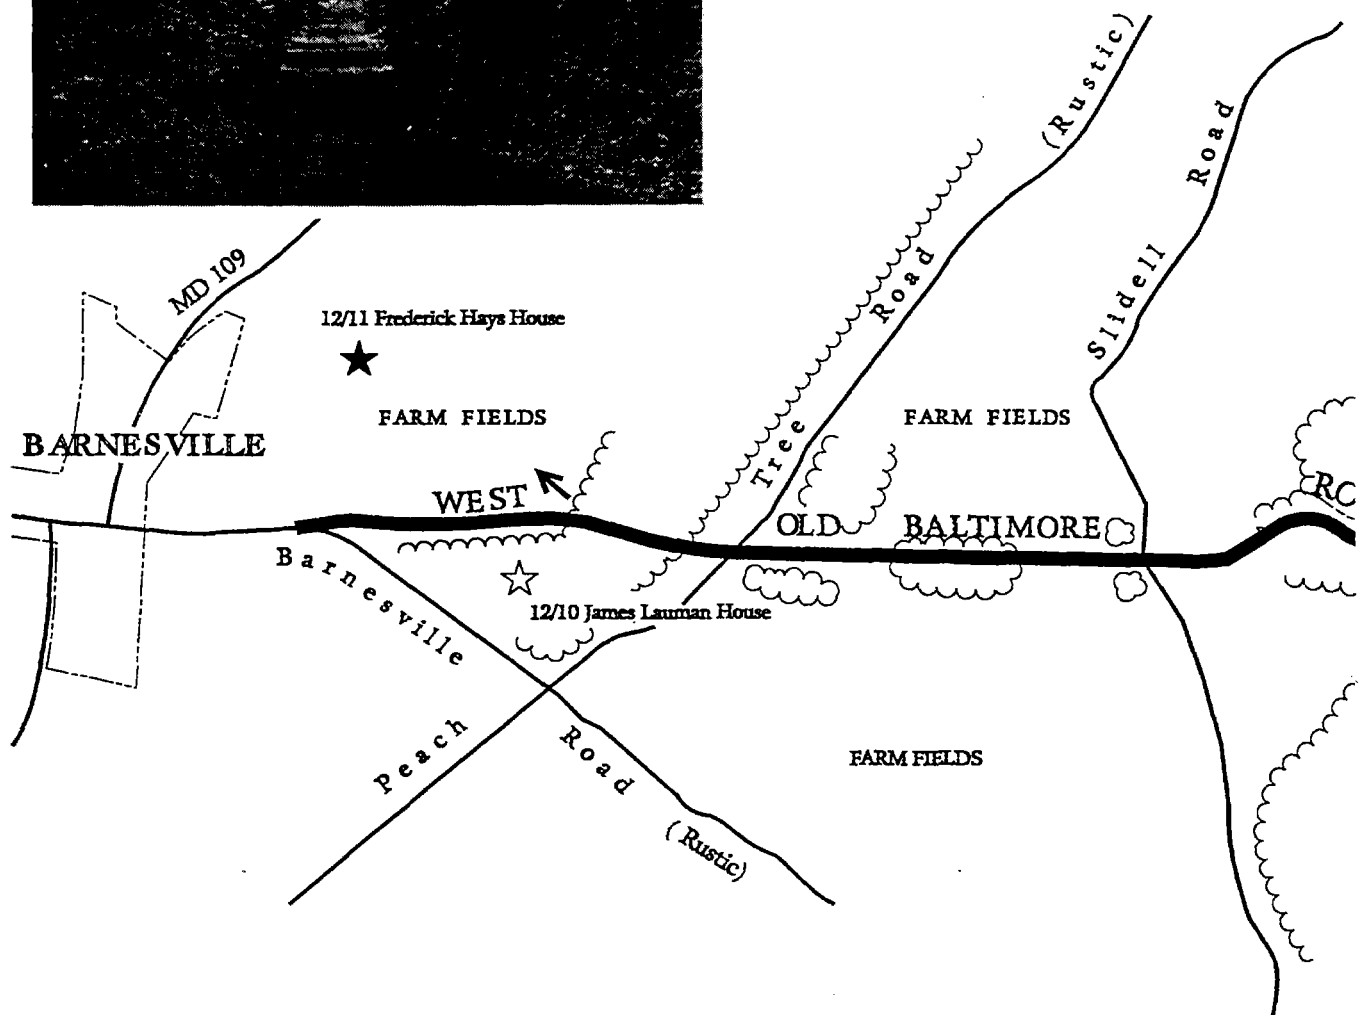 (Rustic)
Slidell Road
MD 109
12/11 Frederick Hays House
FARM FIELDS
FARM FIELDS
BARNESVILLE
WEST OLD BALTIMORE RO
Barnesville Road (Rustic)
12/10 James Lauman House
Peach Tree Road
FARM FIELDS